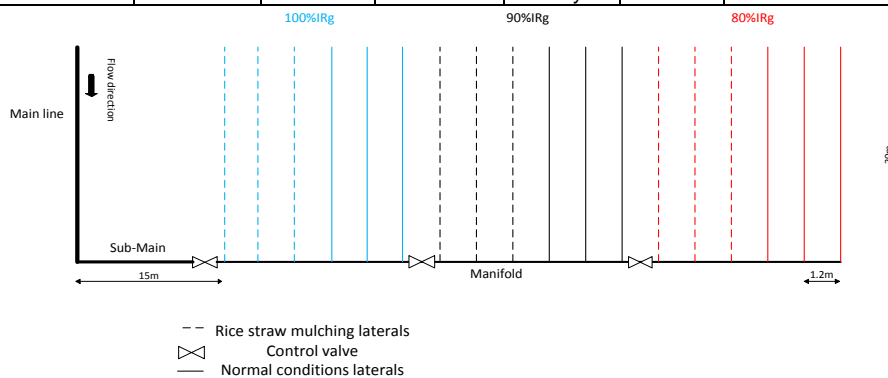 100%IRg
90%IRg
80%IRg
Flow direction
Main line
Sub-Main
15m
Manifold
1.2m
Rice straw mulching laterals
Control valve
Normal conditions laterals